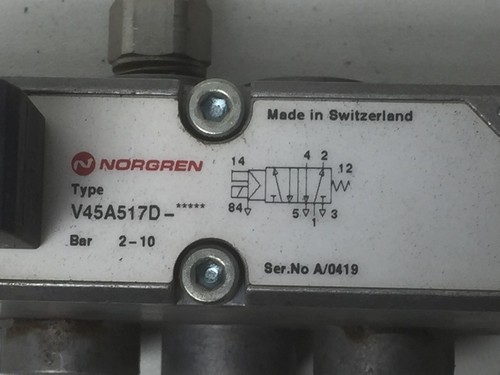 Made in Switzerland
NORGREN
Type
V45A517D-*****
Bar 2-10
14
4 2
12
84
5
1
3
Ser.No A/0419